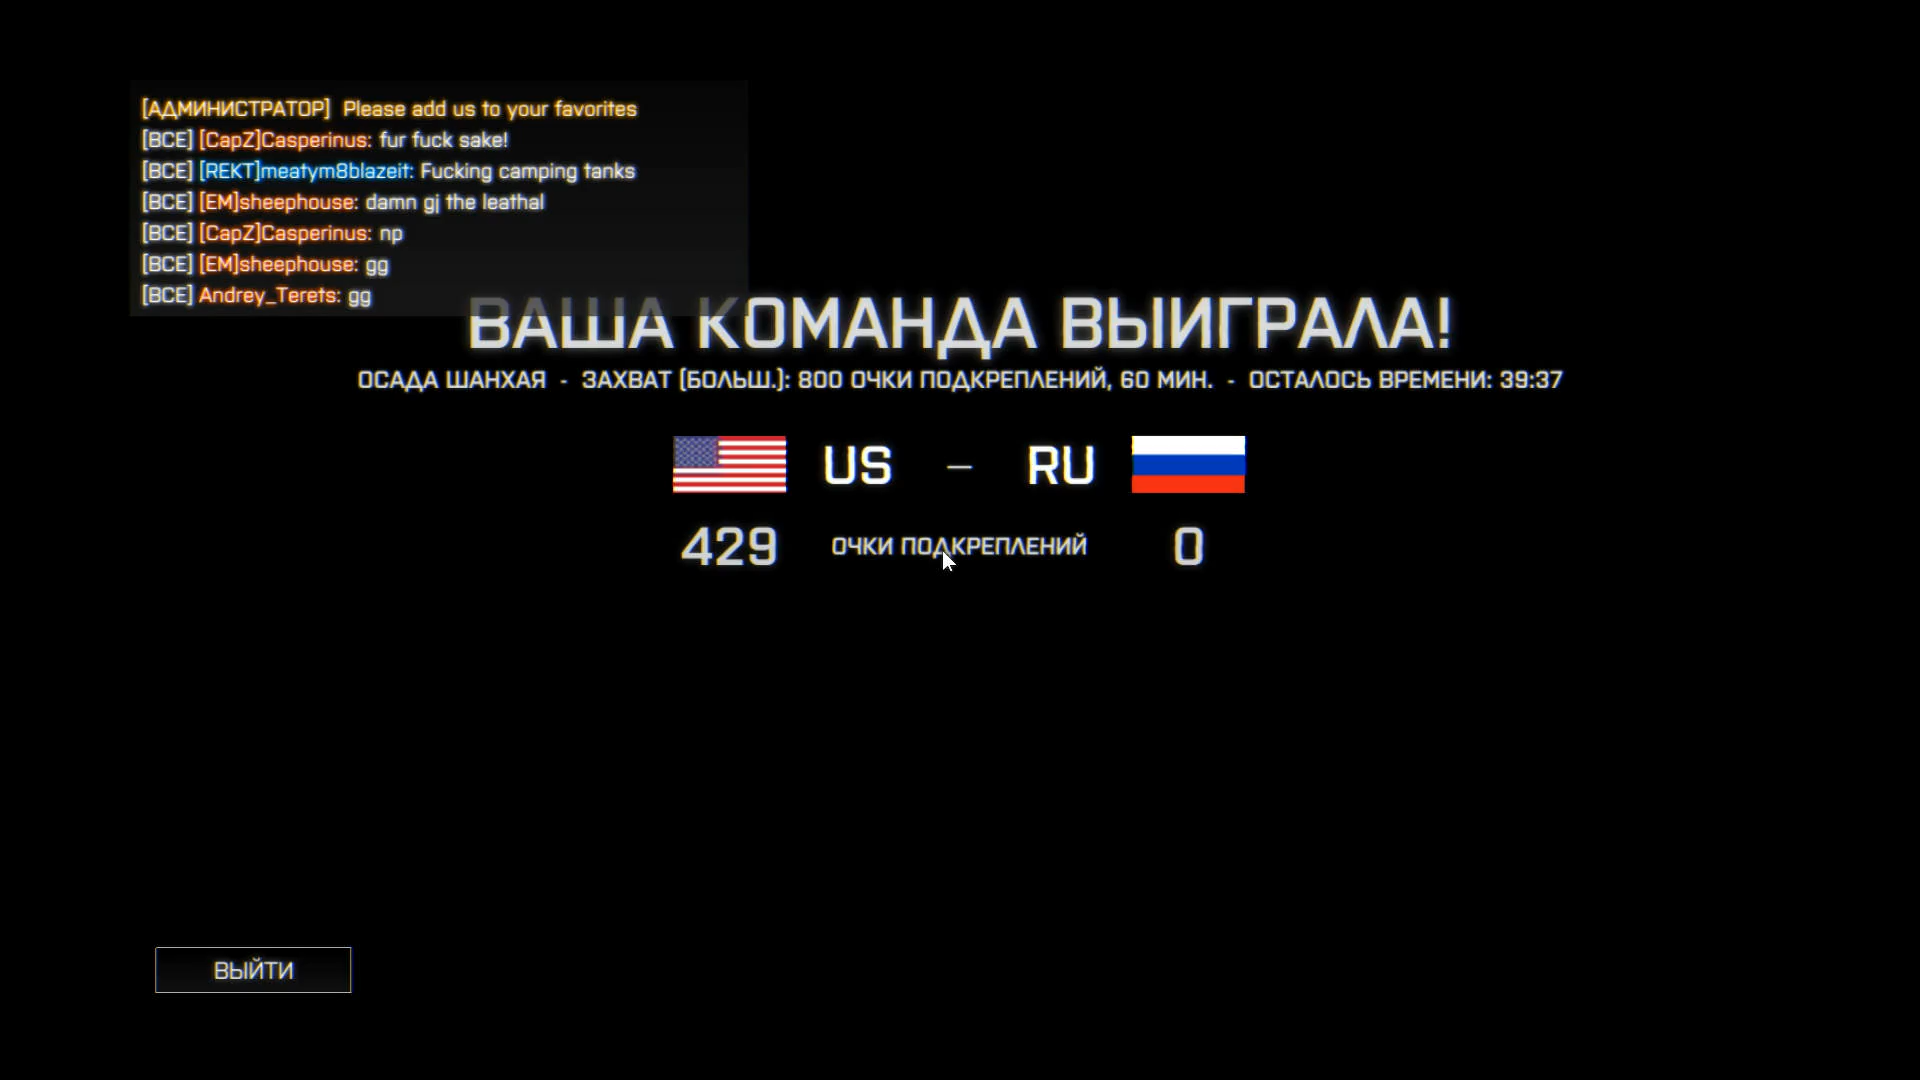 [АДМИНИСТРАТОР] Please add us to your favorites
[ВСЕ] [CapZ]Casperinus: fur fuck sake!
[ВСЕ] [REKT]meatym8blazeit: Fucking camping tanks
[ВСЕ] [EM]sheephouse: damn gj the leathal
[ВСЕ] [CapZ]Casperinus: np
[ВСЕ] [EM]sheephouse: gg
[ВСЕ] Andrey_Terets: gg
ВАША КОМАНДА ВЫИГРАЛА!
ОСАДА ШАНХАЯ - ЗАХВАТ (БОЛЬШ.): 800 ОЧКИ ПОДКРЕПЛЕНИЙ, 60 МИН. - ОСТАЛОСЬ ВРЕМЕНИ: 39:37
US — RU
429 ОЧКИ ПОДКРЕПЛЕНИЙ 0
ВЫЙТИ